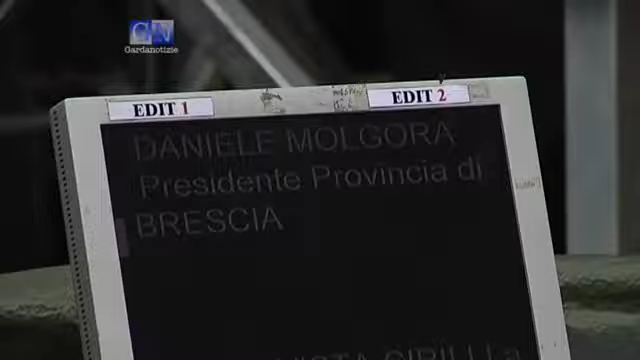 GN
Gardanotizie
EDIT 1
EDIT 2
DANIELE MOLGORA
Presidente Provincia di
BRESCIA